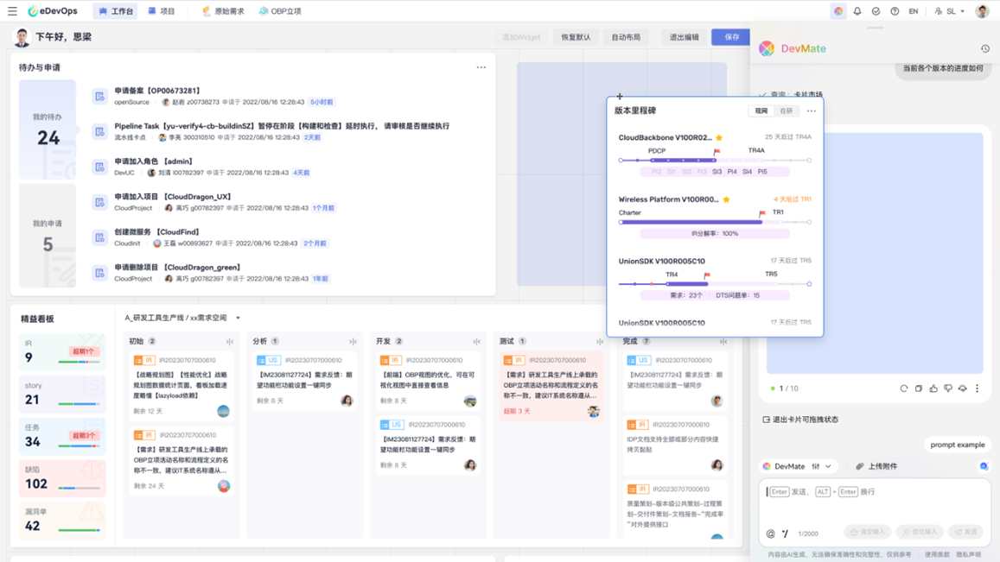 eDevOps
工作台
项目
原始需求
OBP立项
EN
SL
下午好，思梁
添加Widget
恢复默认
自动布局
退出编辑
保存
待办与申请
我的待办
24
我的申请
5
申请备案【OP00673281】
openSource 赵岩 z00738273 申请于 2022/08/16 12:28:43 5小时前
Pipeline Task【yu-verify4-cb-buildinSZ】暂停在阶段【构建和检查】延时执行， 请审核是否继续执行
流水线卡点 李亮 300310510 申请于 2022/08/16 12:28:43 2天前
申请加入角色 【admin】
DevUC 刘清 l00782397 申请于 2022/08/16 12:28:43 4天前
申请加入项目 【CloudDragon_UX】
CloudProject 高巧 g00782397 申请于 2022/08/16 12:28:43 1个月前
创建微服务 【CloudFind】
CloudInit 王磊 w00893627 申请于 2022/08/16 12:28:43 2个月前
申请删除项目 【CloudDragon_green】
CloudProject 高巧 g00782397 申请于 2022/08/16 12:28:43 1年前
版本里程碑
现网
在研
CloudBackbone V100R02...
25 天后过 TR4A
PDCP
TR4A
PI2 SI1 SI2 PI3 SI3 PI4 SI4 PI5
Wireless Platform V100R00...
4 天后过 TR1
Charter
TR1
IR分解率：100%
UnionSDK V100R005C10
17 天后过 TR5
TR4
TR5
需求：23个
DTS问题单：15
UnionSDK V100R005C10
17 天后过 TR5
精益看板
IR
9
超期1个
story
21
任务
34
超期3个
缺陷
102
漏洞单
42
A_研发工具生产线 / xx需求空间
初始 2
IR IR20230707000610
【战略规划图】【性能优化】战略
规划图数据统计页面，看板加载速
度略慢【lazyload依赖】
剩余 12 天
IR IR20230707000610
【需求】研发工具生产线上承载的
OBP立项活动名称和流程定义的名
称不一致，建议IT系统名称遵从...
剩余 24 天
分析 1
US IR20230707000610
【IM23081127724】需求反馈：期
望功能栏功能设置一键同步
剩余 8 天
开发 2
IR IR20230707000610
【前端】OBP视图的优化，可在可
视化视图中直接查看信息
剩余 8 天
US IR20230707000610
【IM23081127724】需求反馈：期
望功能栏功能设置一键同步
剩余 8 天
测试 1
IR IR20230707000610
【需求】研发工具生产线上承载的
OBP立项活动名称和流程定义的名
称不一致，建议IT系统名称遵从...
超期 3 天
完成 7
US IR20230707000610
【IM23081127724】需求反馈：期
望功能栏功能设置一键同步
IR IR20230707000610
IDP文档支持全部或部分内容快捷
拷贝黏贴
IR IR20230707000610
质量策划-版本级公共策划-过程策
划-交付件策划-文档报告-“完成率
”对外提供接口
DevMate
当前各个版本的进度如何
查询：卡片市场
1 / 10
退出卡片可拖拽状态
prompt example
DevMate
上传附件
Enter 发送， ALT + Enter 换行
1/2000
清空输入
优化输入
发送
内容由AI生成，无法确保准确性和完整性，仅供参考 使用条款 隐私声明